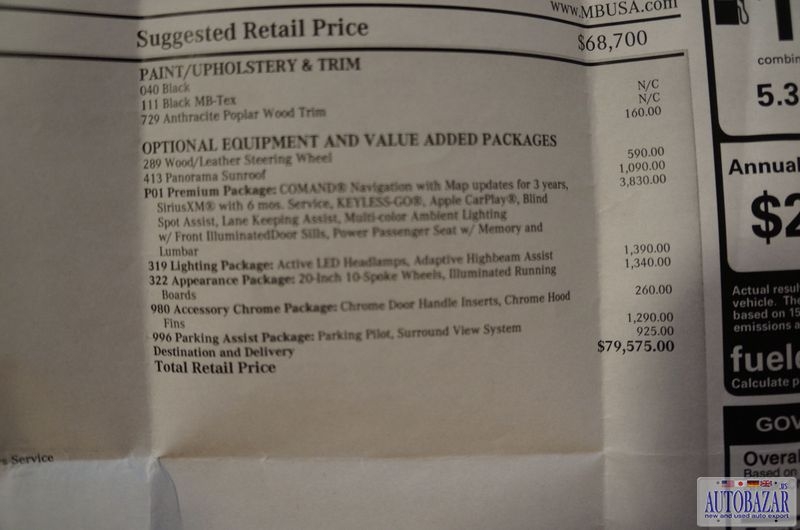 www.MBUSA.com
Suggested Retail Price $68,700
PAINT/UPHOLSTERY & TRIM
040 Black N/C
111 Black MB-Tex N/C
729 Anthracite Poplar Wood Trim 160.00
OPTIONAL EQUIPMENT AND VALUE ADDED PACKAGES
289 Wood/Leather Steering Wheel 590.00
413 Panorama Sunroof 1,090.00
P01 Premium Package: COMAND® Navigation with Map updates for 3 years, 3,830.00
SiriusXM® with 6 mos. Service, KEYLESS-GO®, Apple CarPlay®, Blind
Spot Assist, Lane Keeping Assist, Multi-color Ambient Lighting
w/ Front IlluminatedDoor Sills, Power Passenger Seat w/ Memory and
Lumbar
319 Lighting Package: Active LED Headlamps, Adaptive Highbeam Assist 1,390.00
322 Appearance Package: 20-Inch 10-Spoke Wheels, Illuminated Running 1,340.00
Boards
980 Accessory Chrome Package: Chrome Door Handle Inserts, Chrome Hood 260.00
Fins
996 Parking Assist Package: Parking Pilot, Surround View System 1,290.00
Destination and Delivery 925.00
Total Retail Price $79,575.00
s Service
combin
5.3
Annual
$2
Actual resul
vehicle. The
based on 15
emissions a
fuele
Calculate p
GOV
Overal
Based on
AUTOBAZAR.US
new and used auto export